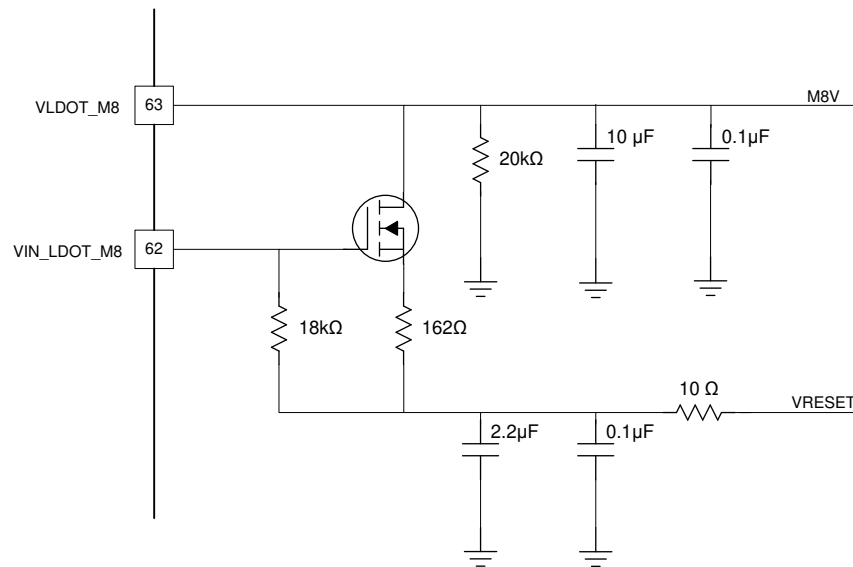 M8V
VLDOT_M8
63
10 µF
0.1µF
20kΩ
VIN_LDOT_M8
62
18kΩ
162Ω
10 Ω
VRESET
2.2µF
0.1µF